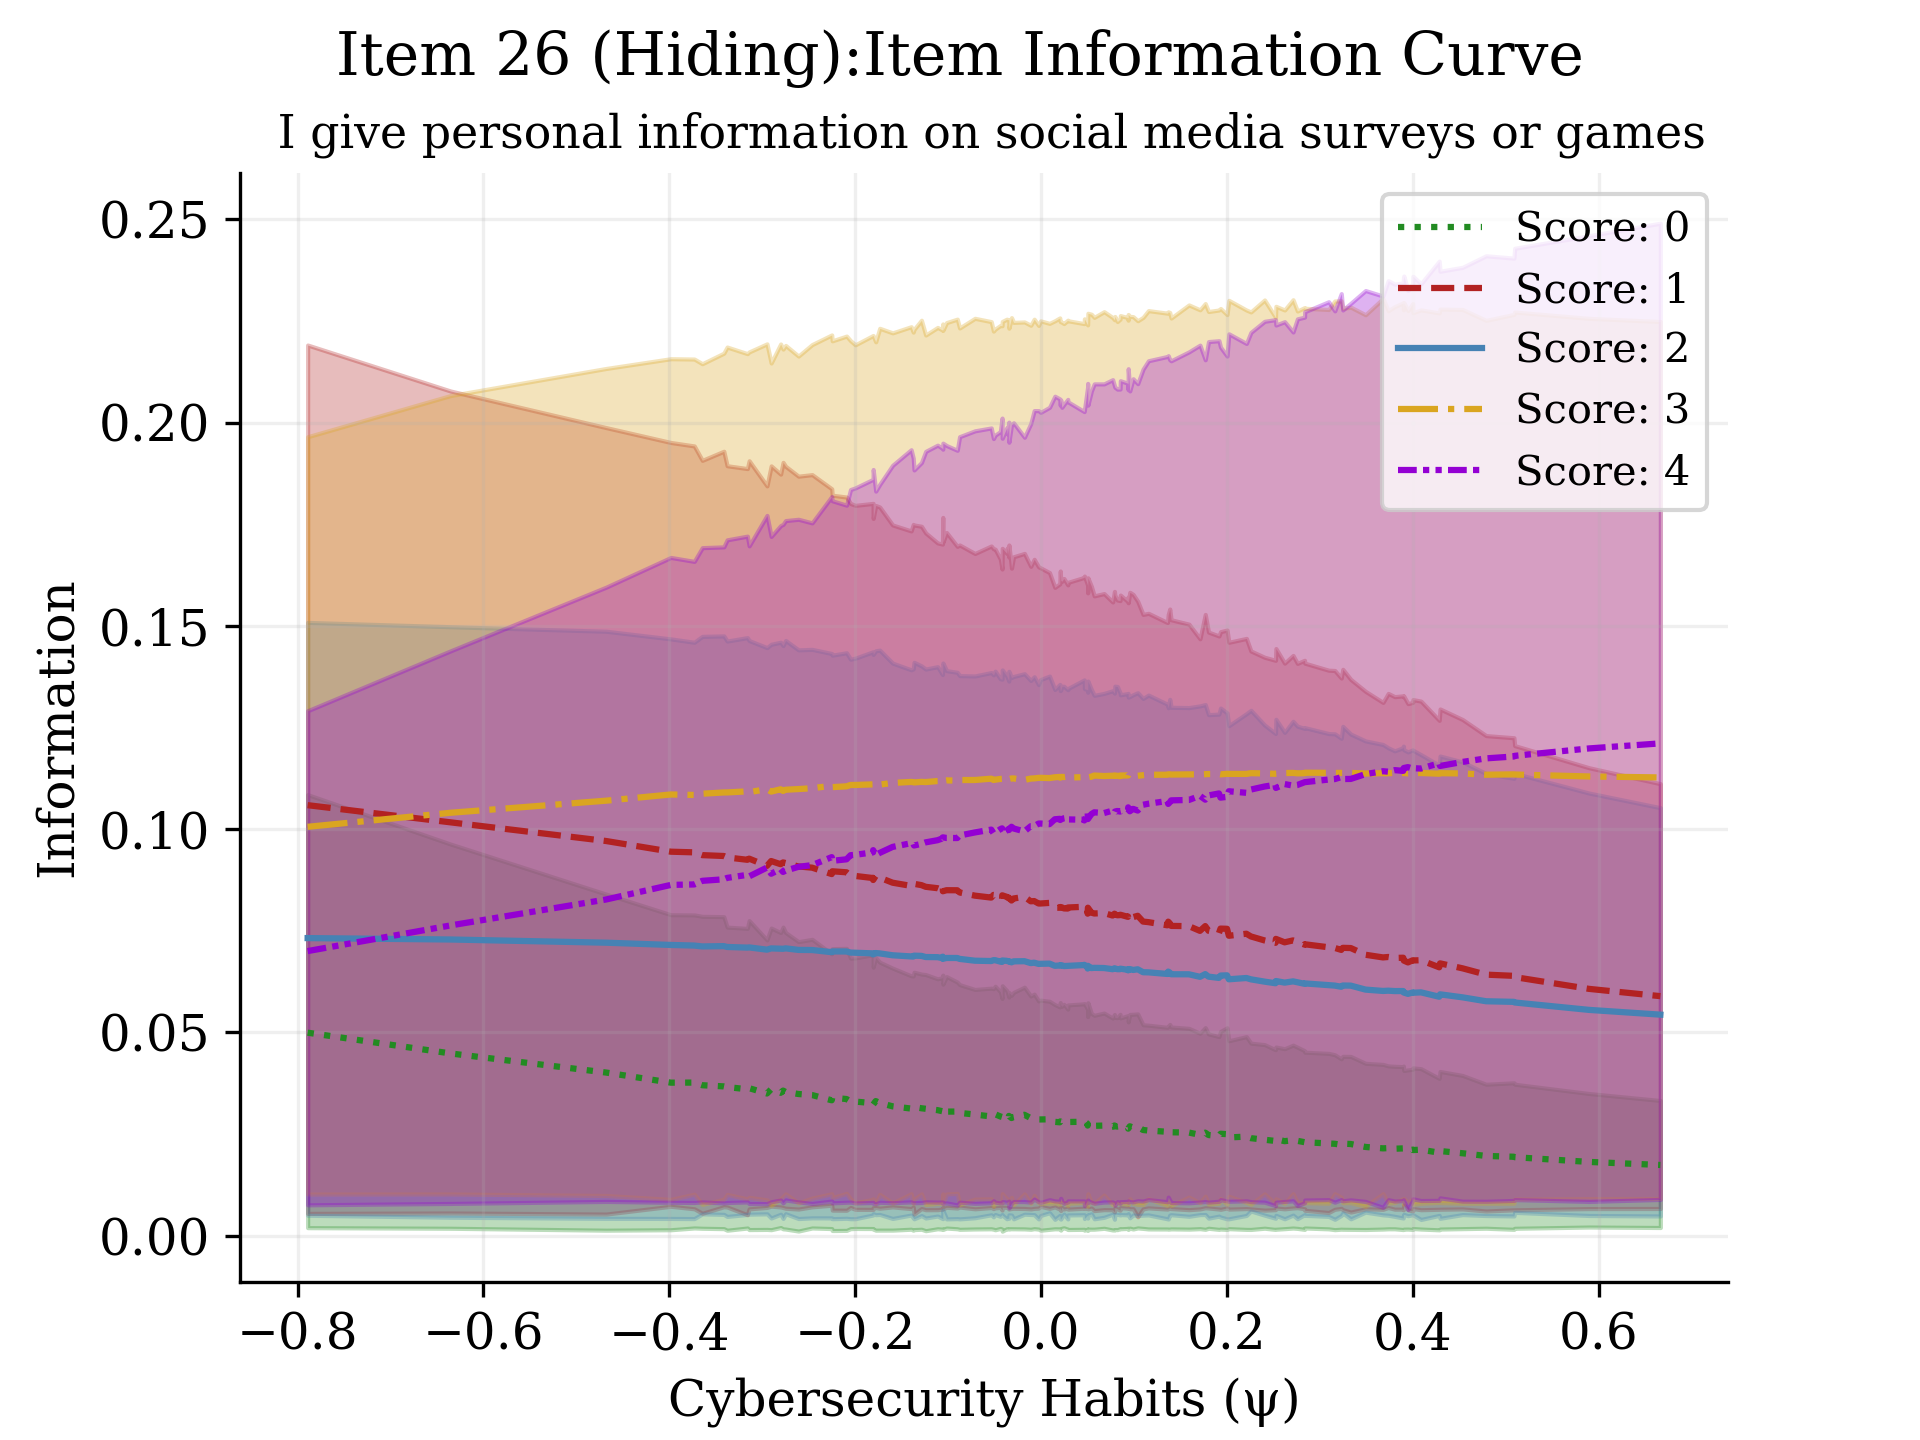 Item 26 (Hiding):Item Information Curve
I give personal information on social media surveys or games
Information
0.25
0.20
0.15
0.10
0.05
0.00
Score: 0
Score: 1
Score: 2
Score: 3
Score: 4
−0.8 −0.6 −0.4 −0.2 0.0 0.2 0.4 0.6
Cybersecurity Habits (ψ)